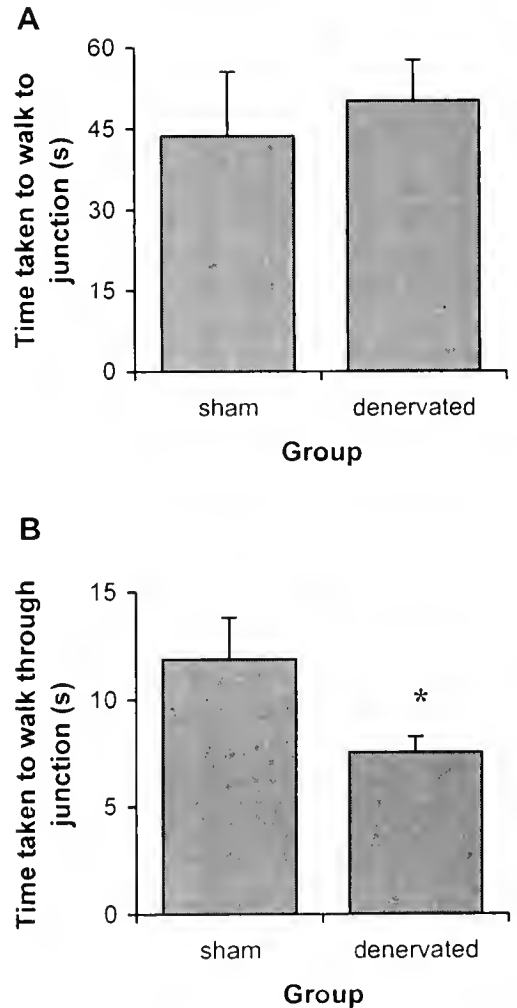 A
Time taken to walk to
junction (s)
60
45
30
15
0
sham denervated
Group
B
Time taken to walk through
junction (s)
15
10
5
0
*
sham denervated
Group